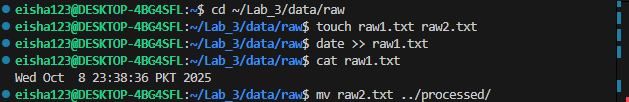 eisha123@DESKTOP-4BG4SFL:~$ cd ~/Lab_3/data/raw
eisha123@DESKTOP-4BG4SFL:~/Lab_3/data/raw$ touch raw1.txt raw2.txt
eisha123@DESKTOP-4BG4SFL:~/Lab_3/data/raw$ date >> raw1.txt
eisha123@DESKTOP-4BG4SFL:~/Lab_3/data/raw$ cat raw1.txt
Wed Oct  8 23:38:36 PKT 2025
eisha123@DESKTOP-4BG4SFL:~/Lab_3/data/raw$ mv raw2.txt ../processed/